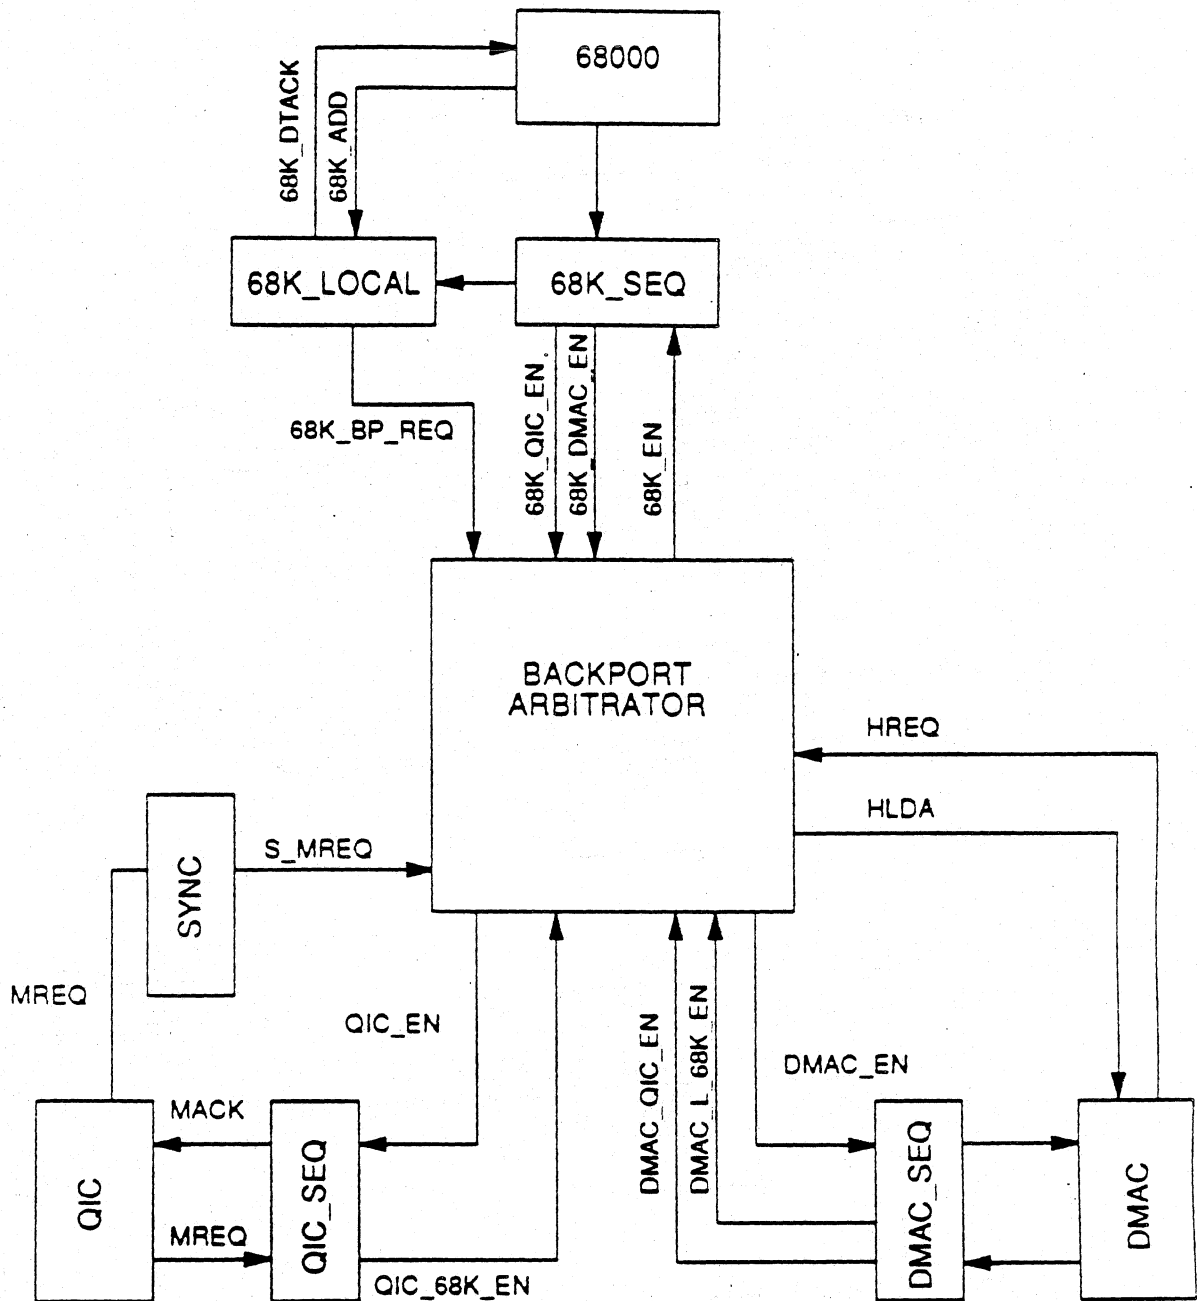 68000
68K_DTACK
68K_ADD
68K_LOCAL
68K_SEQ
68K_BP_REQ
68K_QIC_EN
68K_DMAC_EN
68K_EN
BACKPORT
ARBITRATOR
HREQ
HLDA
SYNC
S_MREQ
MREQ
QIC_EN
DMAC_QIC_EN
DMAC_L_68K_EN
DMAC_EN
QIC
MACK
MREQ
QIC_SEQ
QIC_68K_EN
DMAC_SEQ
DMAC